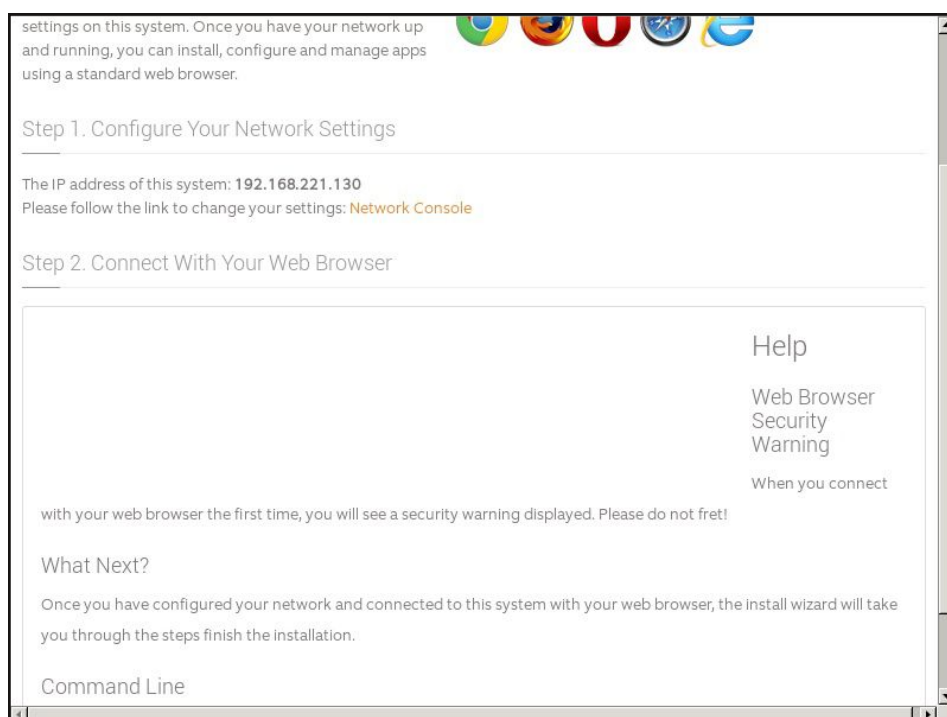 settings on this system. Once you have your network up
and running, you can install, configure and manage apps
using a standard web browser.
Step 1. Configure Your Network Settings
The IP address of this system: 192.168.221.130
Please follow the link to change your settings: Network Console
Step 2. Connect With Your Web Browser
Help
Web Browser
Security
Warning
When you connect
with your web browser the first time, you will see a security warning displayed. Please do not fret!
What Next?
Once you have configured your network and connected to this system with your web browser, the install wizard will take
you through the steps finish the installation.
Command Line